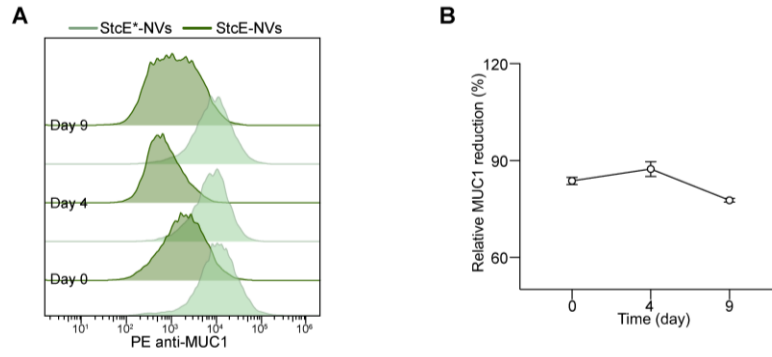 A
StcE*-NVs
StcE-NVs
Day 9
Day 4
Day 0
10¹
10²
10³
10⁴
10⁵
10⁶
PE anti-MUC1
B
Relative MUC1 reduction (%)
120
90
60
0
4
9
Time (day)